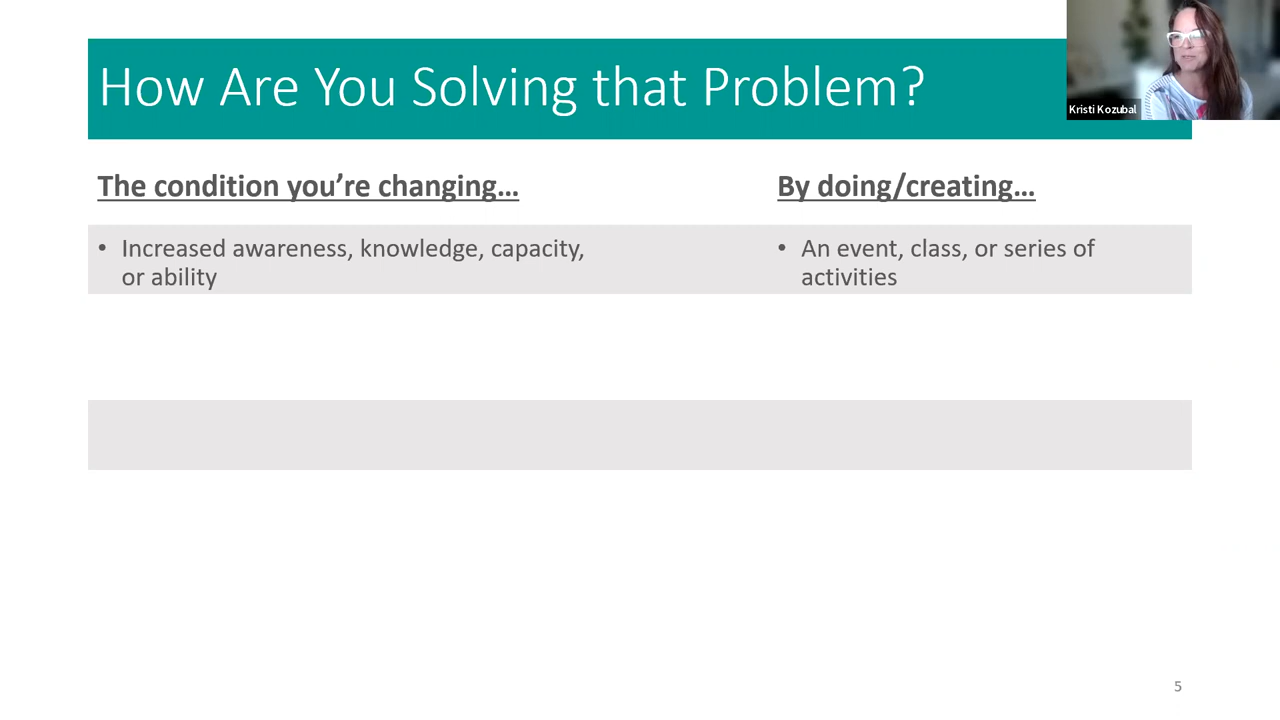 How Are You Solving that Problem?
Kristi Kozubal
The condition you’re changing…
By doing/creating…
• Increased awareness, knowledge, capacity,
or ability
• An event, class, or series of
activities
5